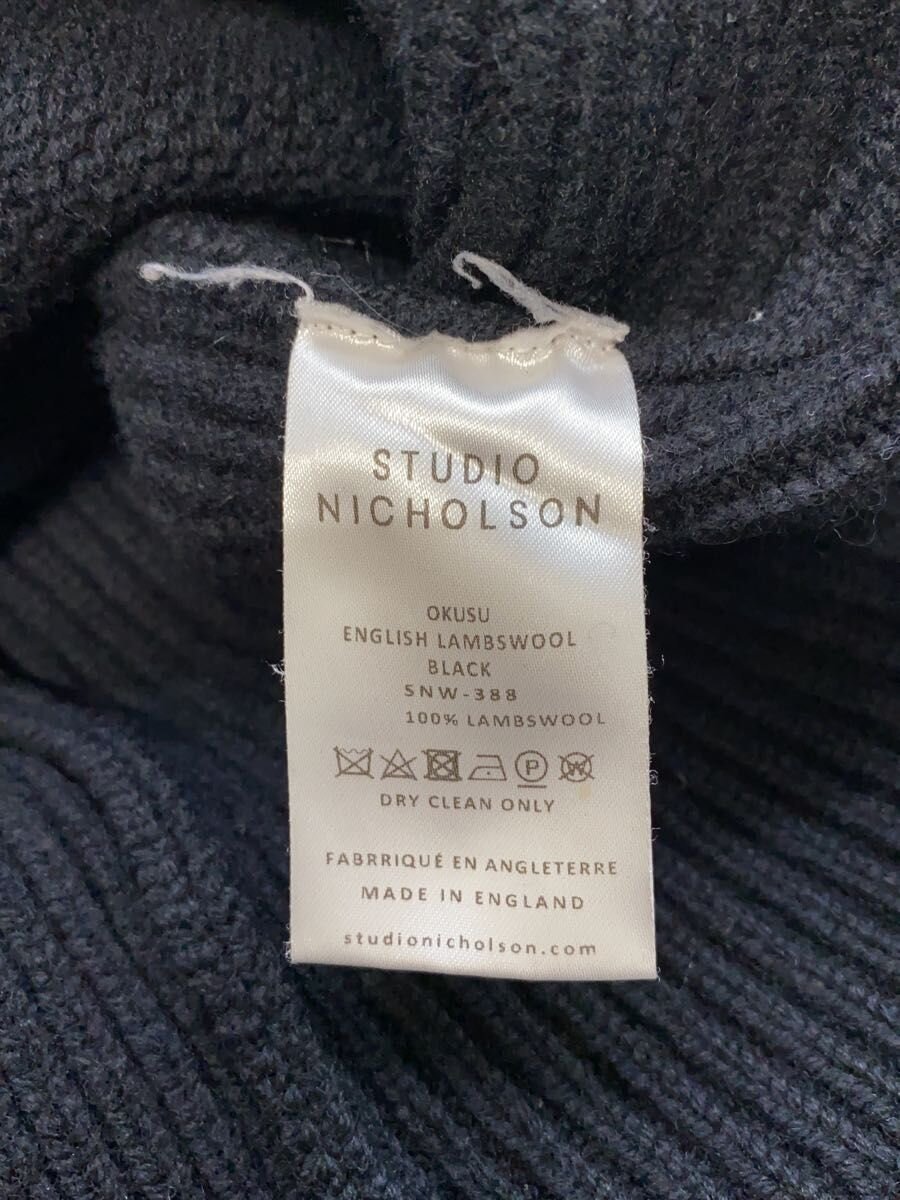 STUDIO
NICHOLSON
OKUSU
ENGLISH LAMBSWOOL
BLACK
SNW-388
100% LAMBSWOOL
P W
DRY CLEAN ONLY
FABRRIQUÉ EN ANGLETERRE
MADE IN ENGLAND
studionicholson.com